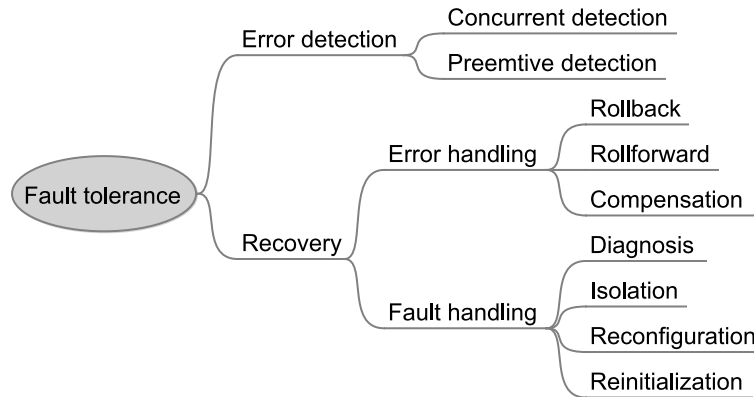 Fault tolerance
Error detection
Concurrent detection
Preemtive detection
Recovery
Error handling
Rollback
Rollforward
Compensation
Fault handling
Diagnosis
Isolation
Reconfiguration
Reinitialization